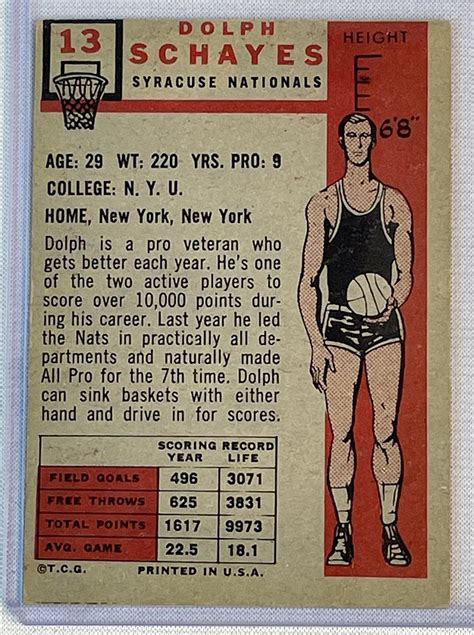 13
DOLPH
SCHAYES
SYRACUSE NATIONALS
HEIGHT
6'8"
AGE: 29 WT: 220 YRS. PRO: 9
COLLEGE: N. Y. U.
HOME, New York, New York
Dolph is a pro veteran who
gets better each year. He's one
of the two active players to
score over 10,000 points dur-
ing his career. Last year he led
the Nats in practically all de-
partments and naturally made
All Pro for the 7th time. Dolph
can sink baskets with either
hand and drive in for scores.
SCORING RECORD
YEAR LIFE
FIELD GOALS 496 3071
FREE THROWS 625 3831
TOTAL POINTS 1617 9973
AVG. GAME 22.5 18.1
©T.C.G. PRINTED IN U.S.A.